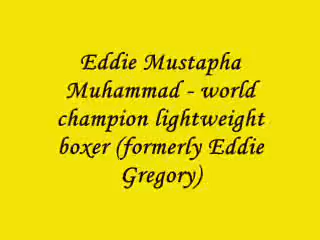 Eddie Mustapha
Muhammad - world
champion lightweight
boxer (formerly Eddie
Gregory)